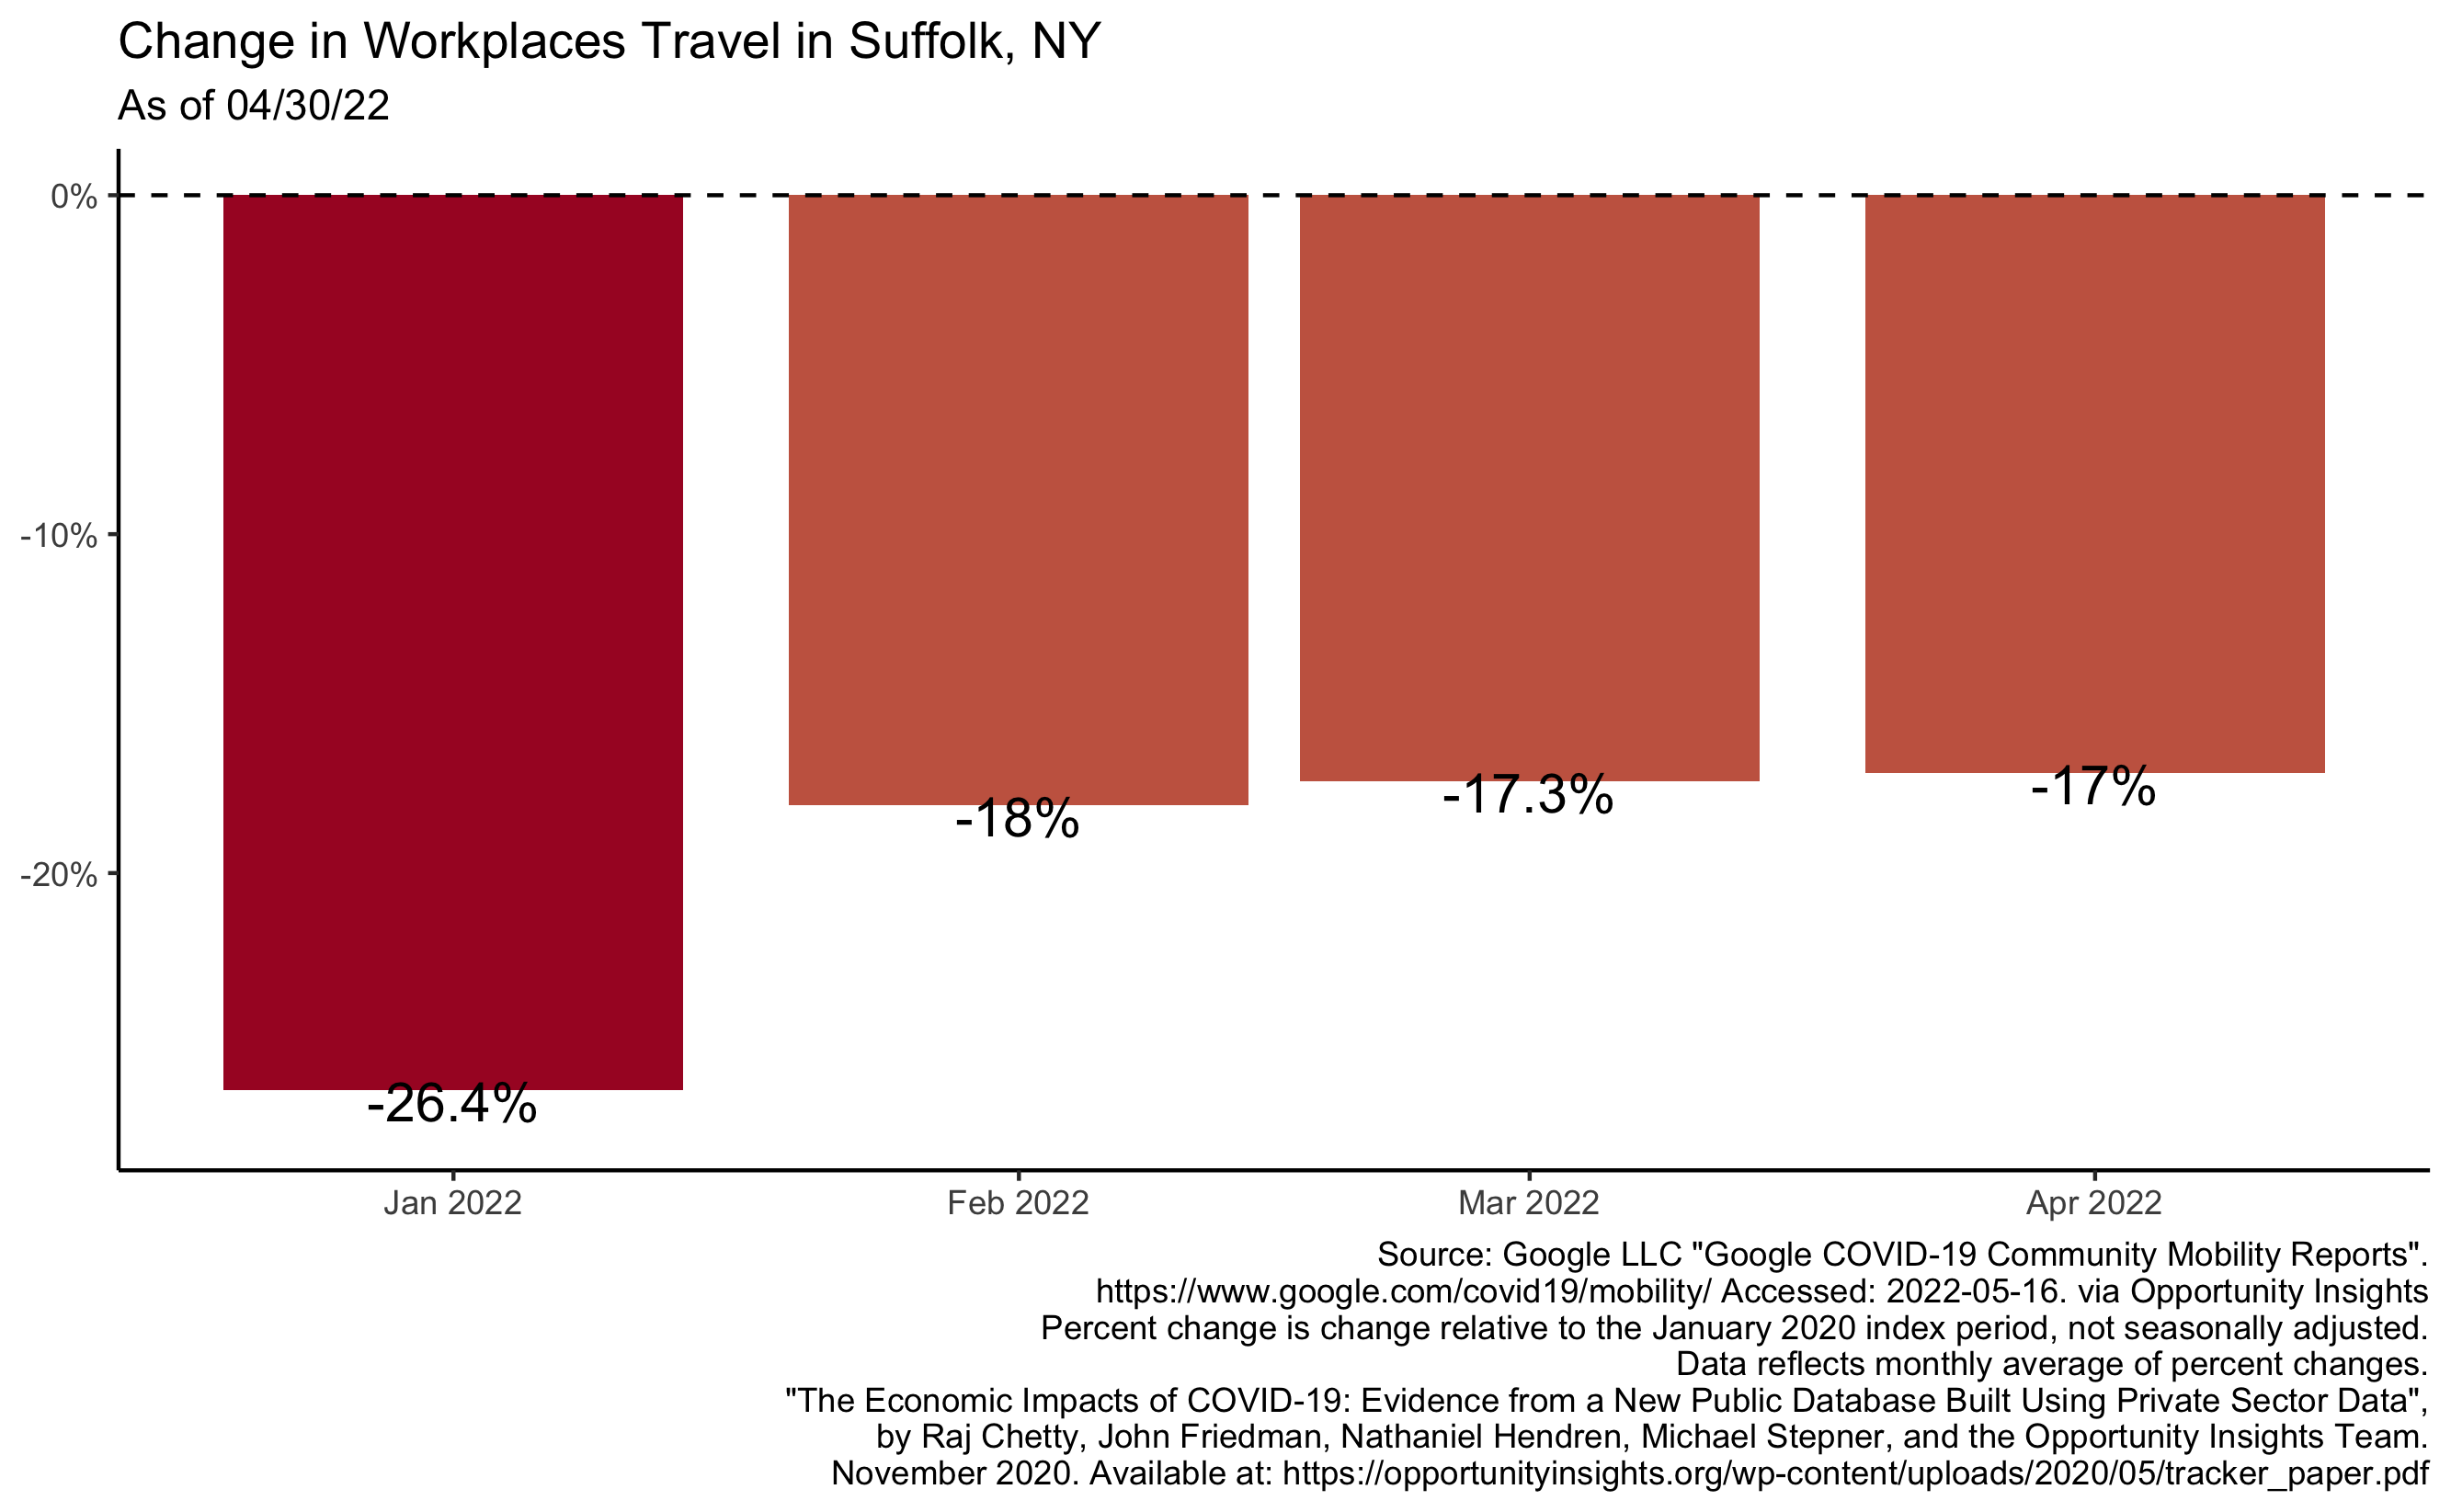 Change in Workplaces Travel in Suffolk, NY
As of 04/30/22
0%
-10%
-20%
-26.4%
-18%
-17.3%
-17%
Jan 2022
Feb 2022
Mar 2022
Apr 2022
Source: Google LLC "Google COVID-19 Community Mobility Reports".
https://www.google.com/covid19/mobility/ Accessed: 2022-05-16. via Opportunity Insights
Percent change is change relative to the January 2020 index period, not seasonally adjusted.
Data reflects monthly average of percent changes.
"The Economic Impacts of COVID-19: Evidence from a New Public Database Built Using Private Sector Data",
by Raj Chetty, John Friedman, Nathaniel Hendren, Michael Stepner, and the Opportunity Insights Team.
November 2020. Available at: https://opportunityinsights.org/wp-content/uploads/2020/05/tracker_paper.pdf